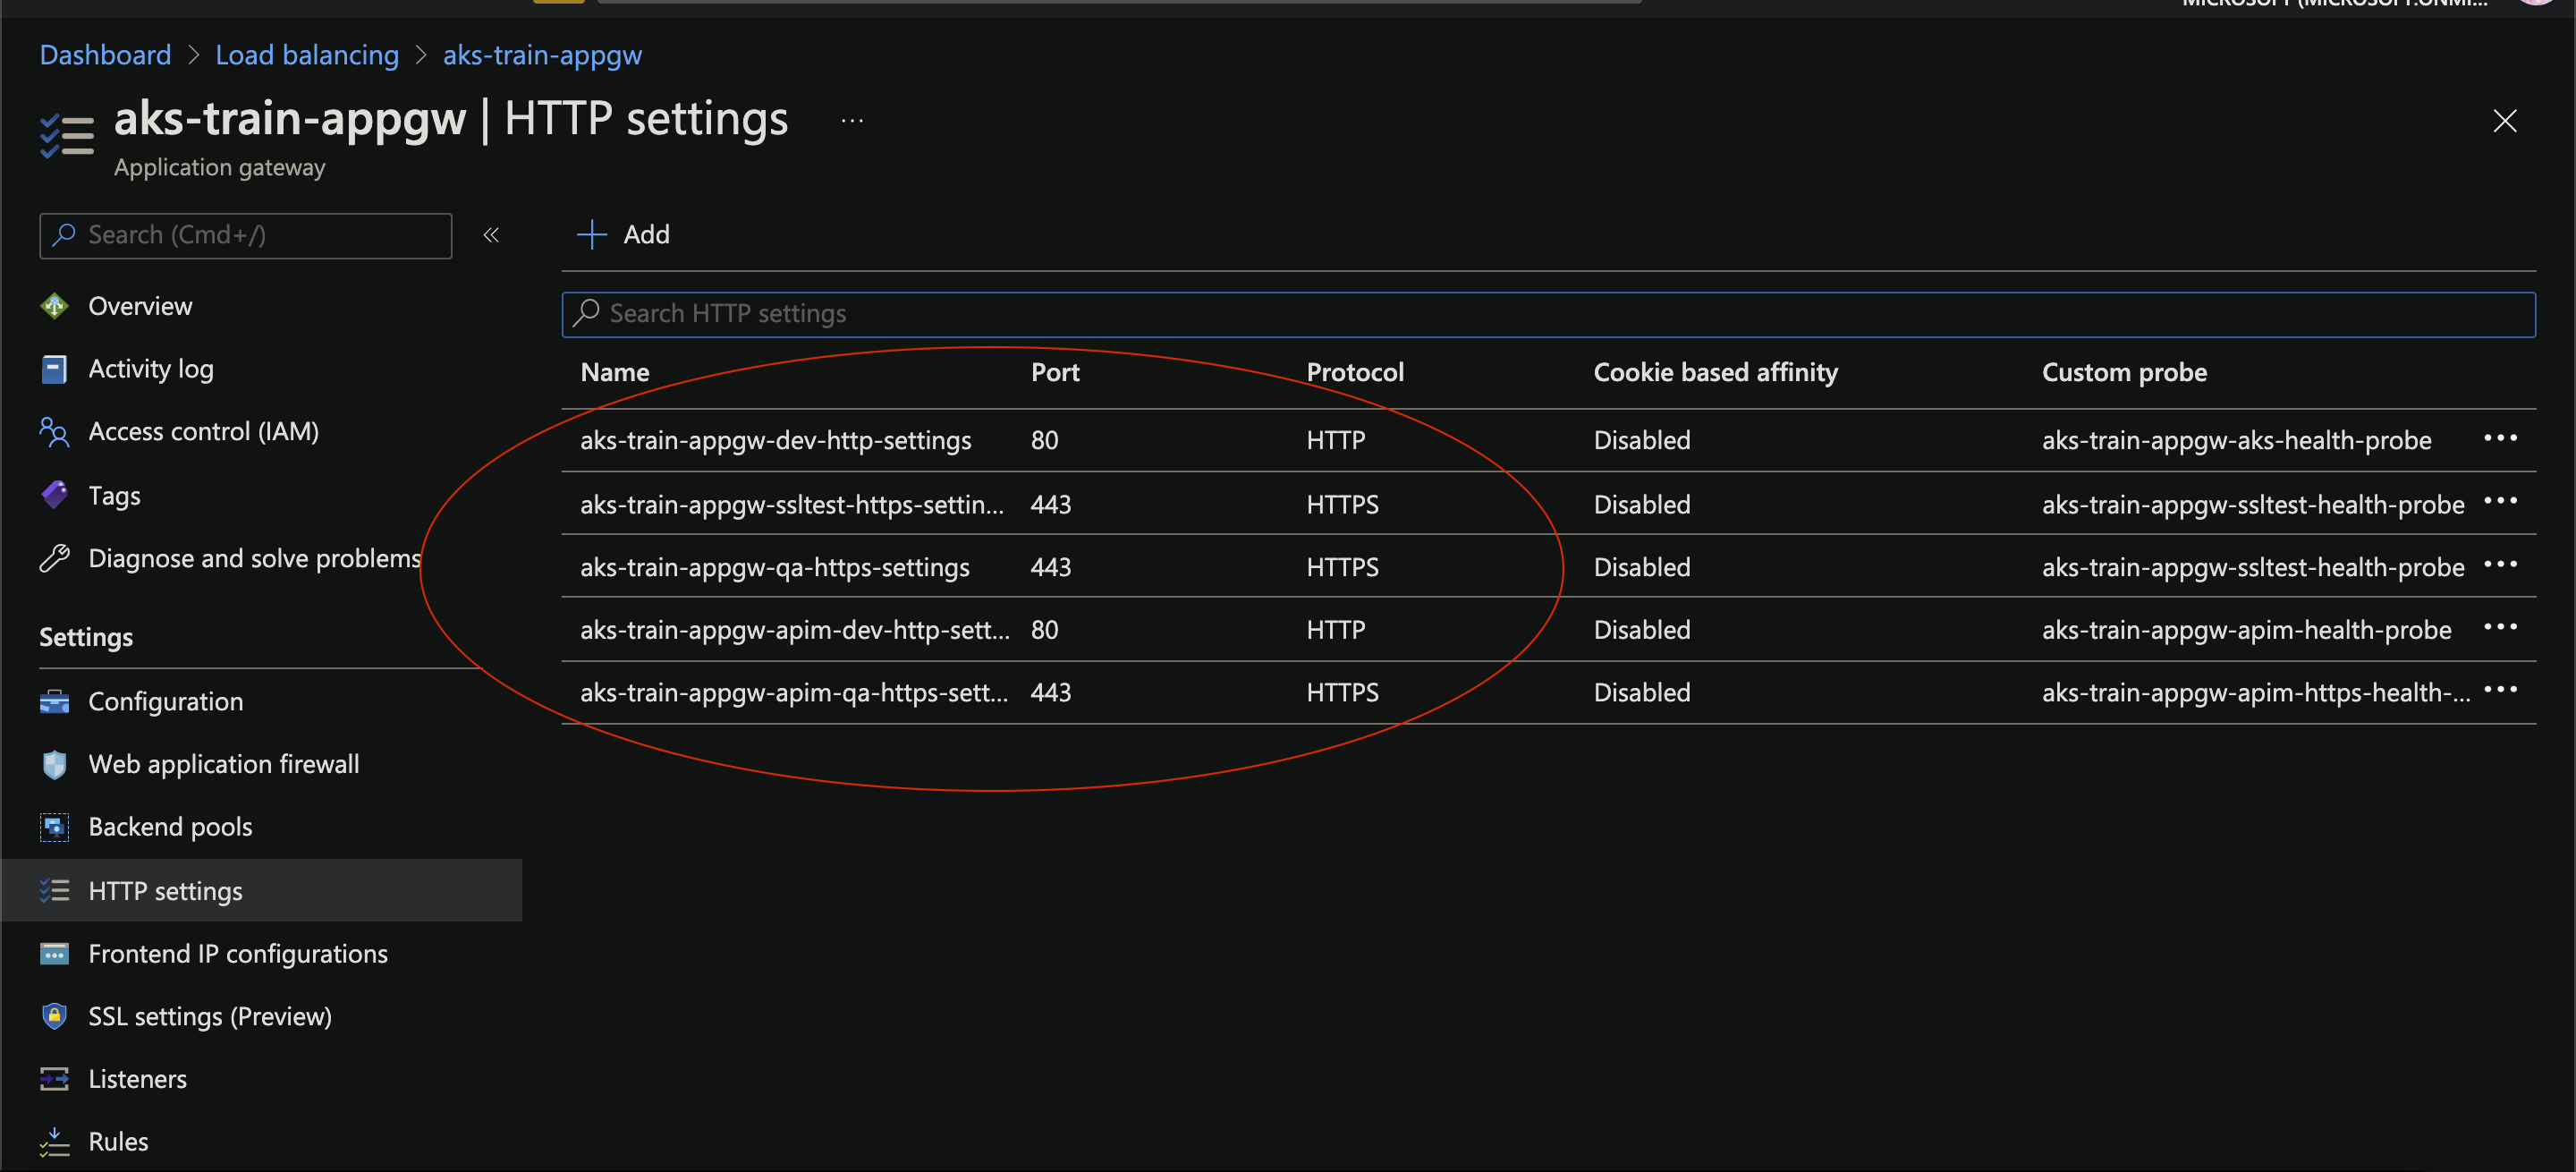 MICROSOFT (MICROSOFT.ONMI...
Dashboard > Load balancing > aks-train-appgw
aks-train-appgw | HTTP settings ...
Application gateway
Search (Cmd+/) «
Overview
Activity log
Access control (IAM)
Tags
Diagnose and solve problems
Settings
Configuration
Web application firewall
Backend pools
HTTP settings
Frontend IP configurations
SSL settings (Preview)
Listeners
Rules
Add
Search HTTP settings
Name Port Protocol Cookie based affinity Custom probe
aks-train-appgw-dev-http-settings 80 HTTP Disabled aks-train-appgw-aks-health-probe ...
aks-train-appgw-ssltest-https-settin... 443 HTTPS Disabled aks-train-appgw-ssltest-health-probe ...
aks-train-appgw-qa-https-settings 443 HTTPS Disabled aks-train-appgw-ssltest-health-probe ...
aks-train-appgw-apim-dev-http-sett... 80 HTTP Disabled aks-train-appgw-apim-health-probe ...
aks-train-appgw-apim-qa-https-sett... 443 HTTPS Disabled aks-train-appgw-apim-https-health-... ...